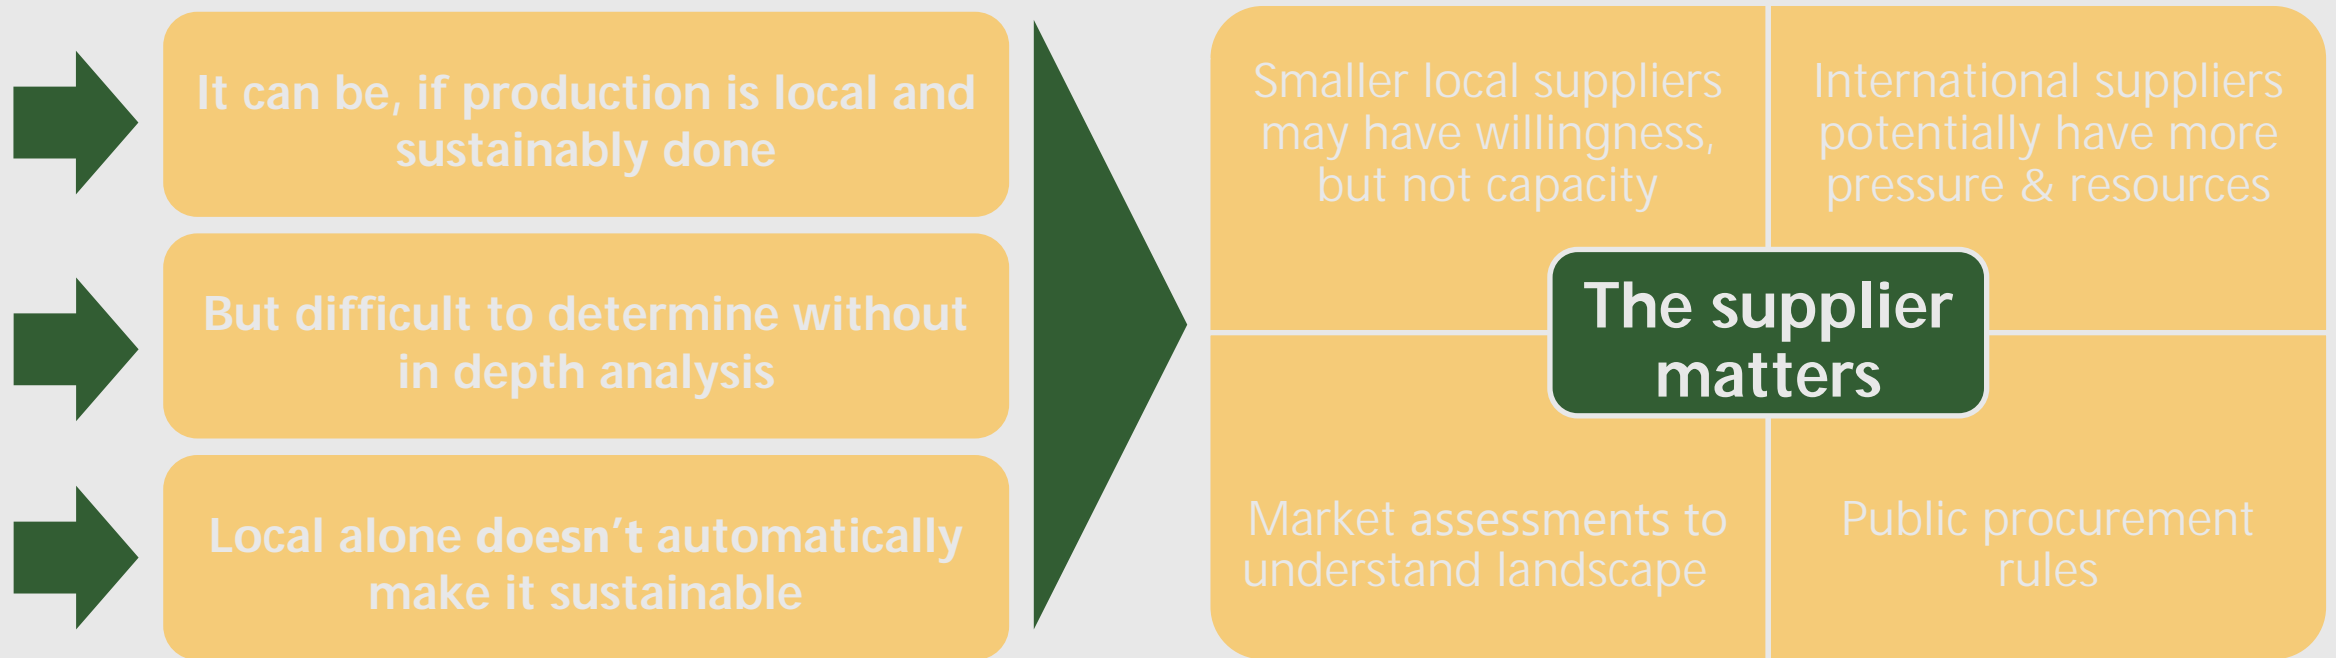 It can be, if production is local and
sustainably done
But difficult to determine without
in depth analysis
Local alone doesn't automatically
make it sustainable
Smaller local suppliers
may have willingness,
but not capacity
International suppliers
potentially have more
pressure & resources
The supplier
matters
Market assessments to
understand landscape
Public procurement
rules